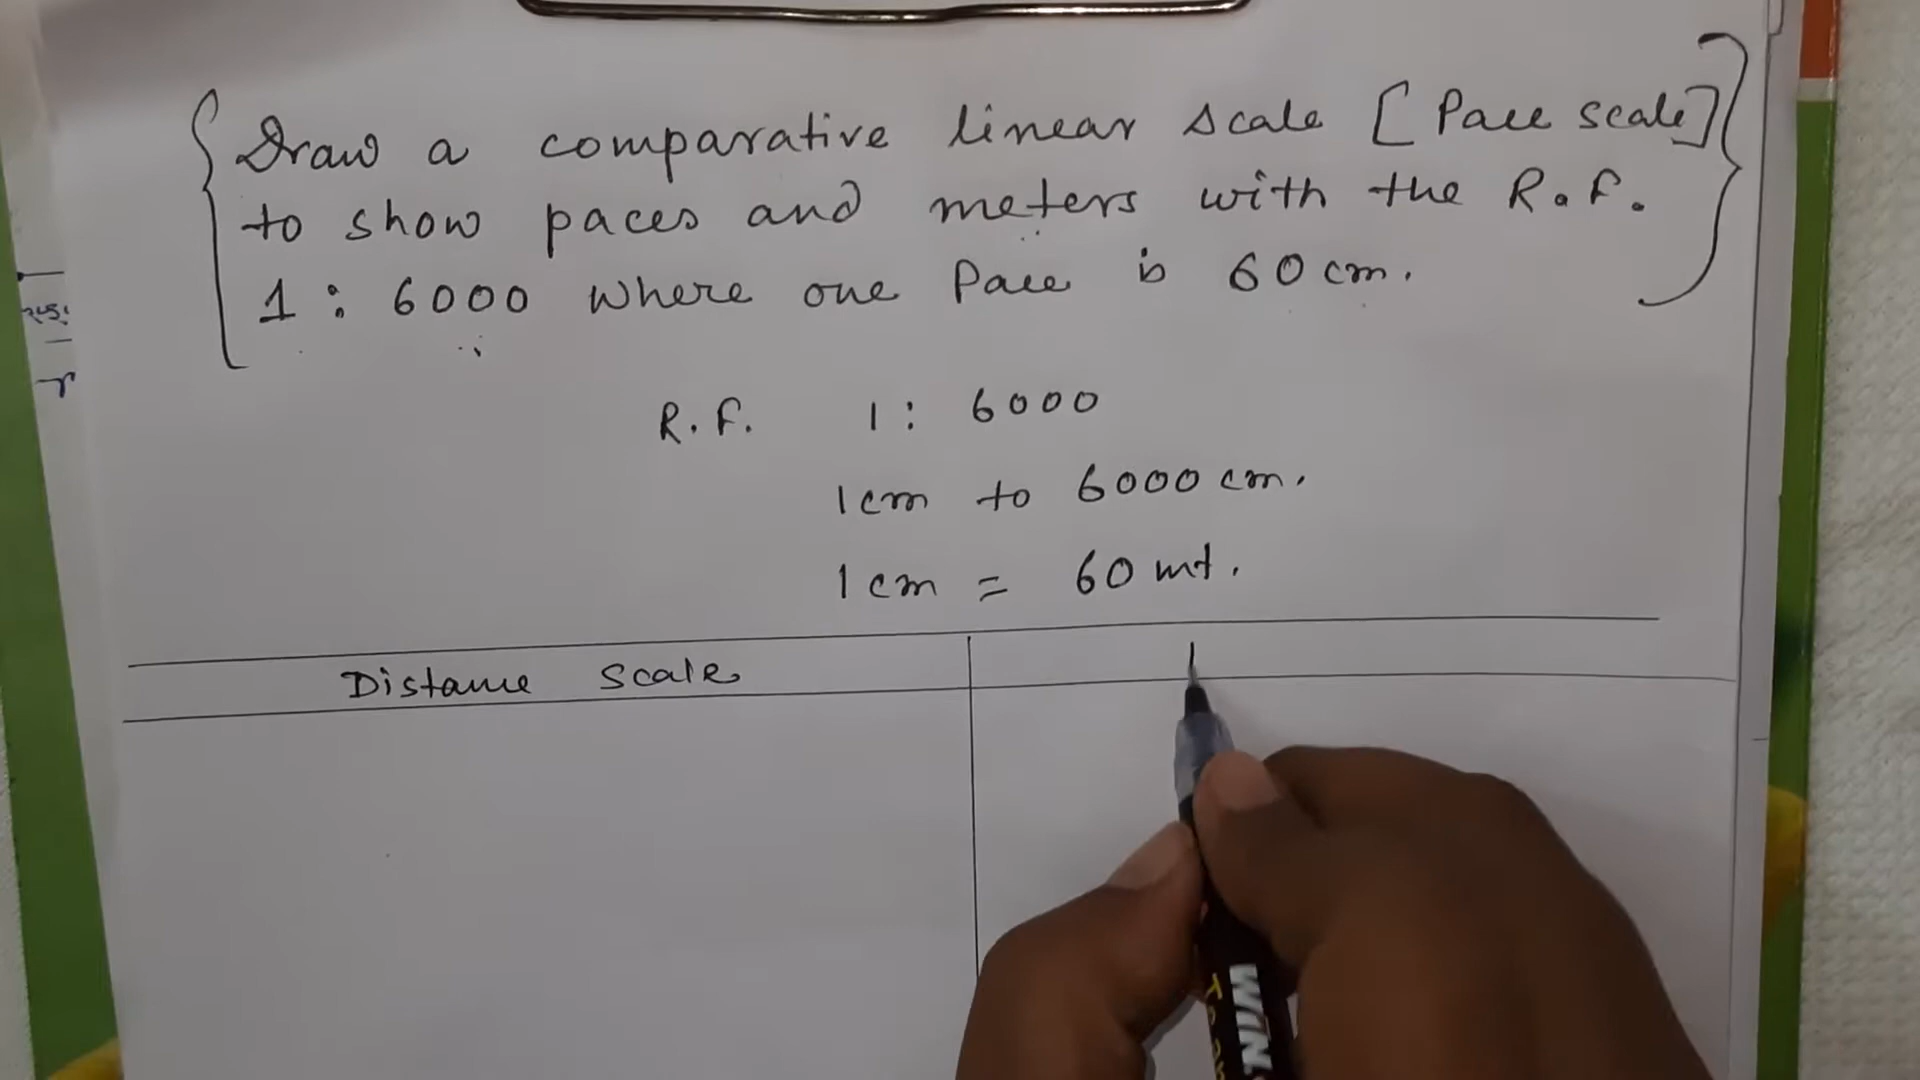 Draw a comparative linear scale [Pace scale]
to show paces and meters with the R.F.
1 : 6000 where one Pace is 60 cm.
R.F. 1 : 6000
1cm to 6000 cm.
1 cm = 60 mt.
Distance Scale
WIN